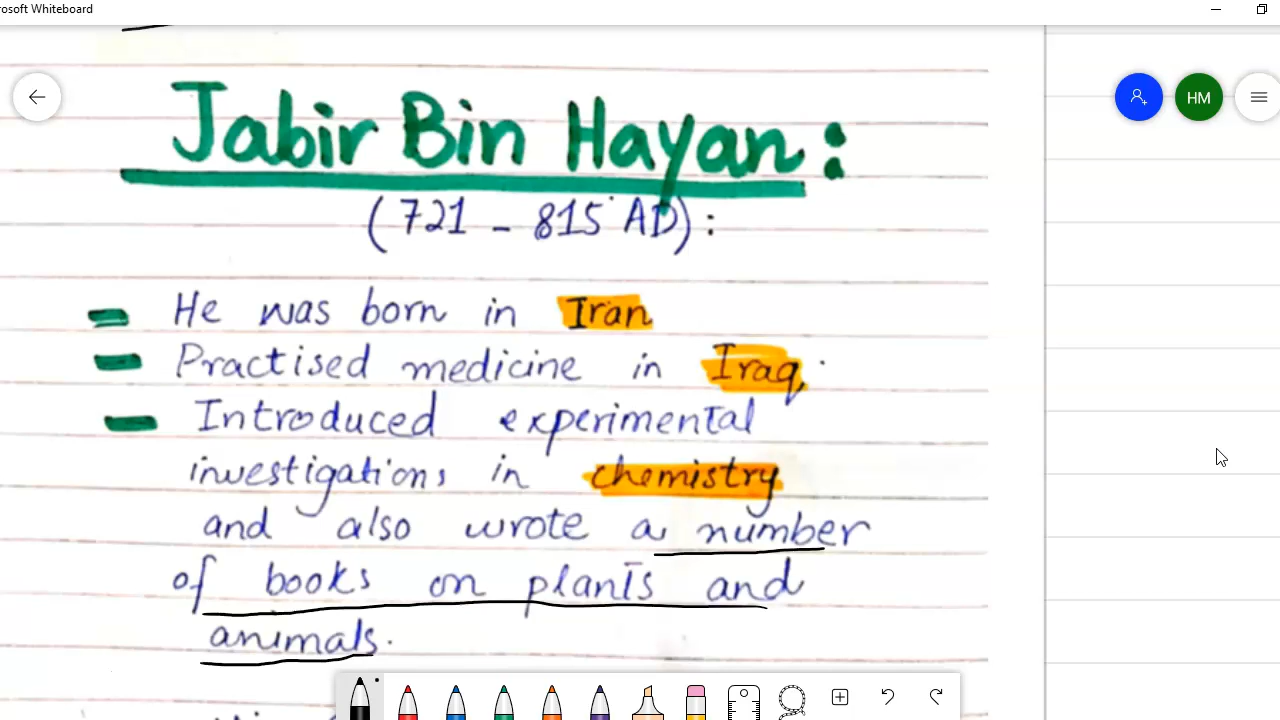 rosoft Whiteboard
Jabir Bin Hayan:
(721 - 815 AD):
HM
He was born in Iran
Practised medicine in Iraq,
Introduced experimental
investigations in chemistry
and also wrote a number
of books on plants and
animals.